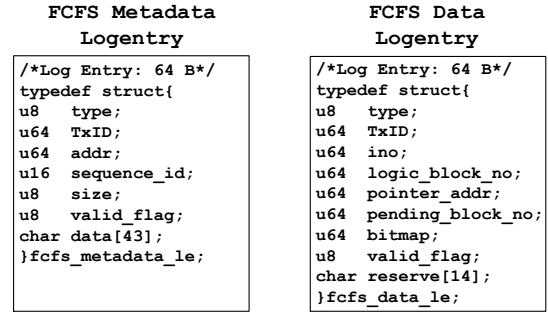 FCFS Metadata
Logentry
/*Log Entry: 64 B*/
typedef struct{
u8 type;
u64 TxID;
u64 addr;
u16 sequence_id;
u8 size;
u8 valid_flag;
char data[43];
}fcfs_metadata_le;
FCFS Data
Logentry
/*Log Entry: 64 B*/
typedef struct{
u8 type;
u64 TxID;
u64 ino;
u64 logic_block_no;
u64 pointer_addr;
u64 pending_block_no;
u64 bitmap;
u8 valid_flag;
char reserve[14];
}fcfs_data_le;